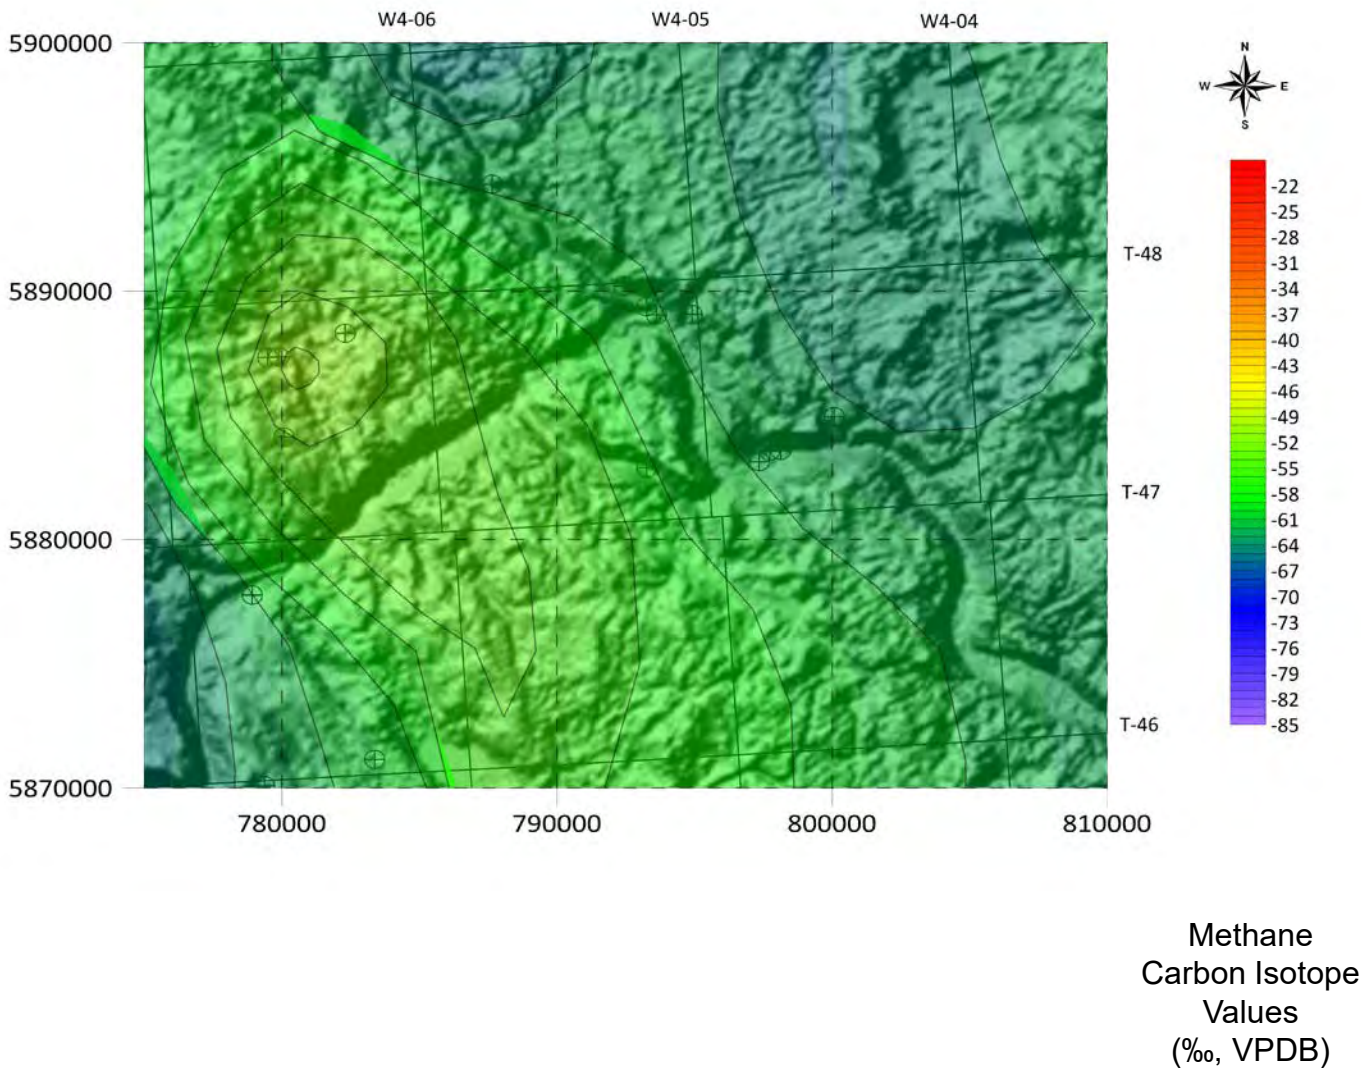 W4-06 W4-05 W4-04
5900000
N
W E
S
-22
-25
-28
T-48
-31
5890000
-34
-37
-40
-43
-46
-49
-52
-55
T-47
-58
-61
5880000
-64
-67
-70
-73
-76
-79
-82
T-46
-85
5870000
780000 790000 800000 810000
Methane
Carbon Isotope
Values
(‰, VPDB)